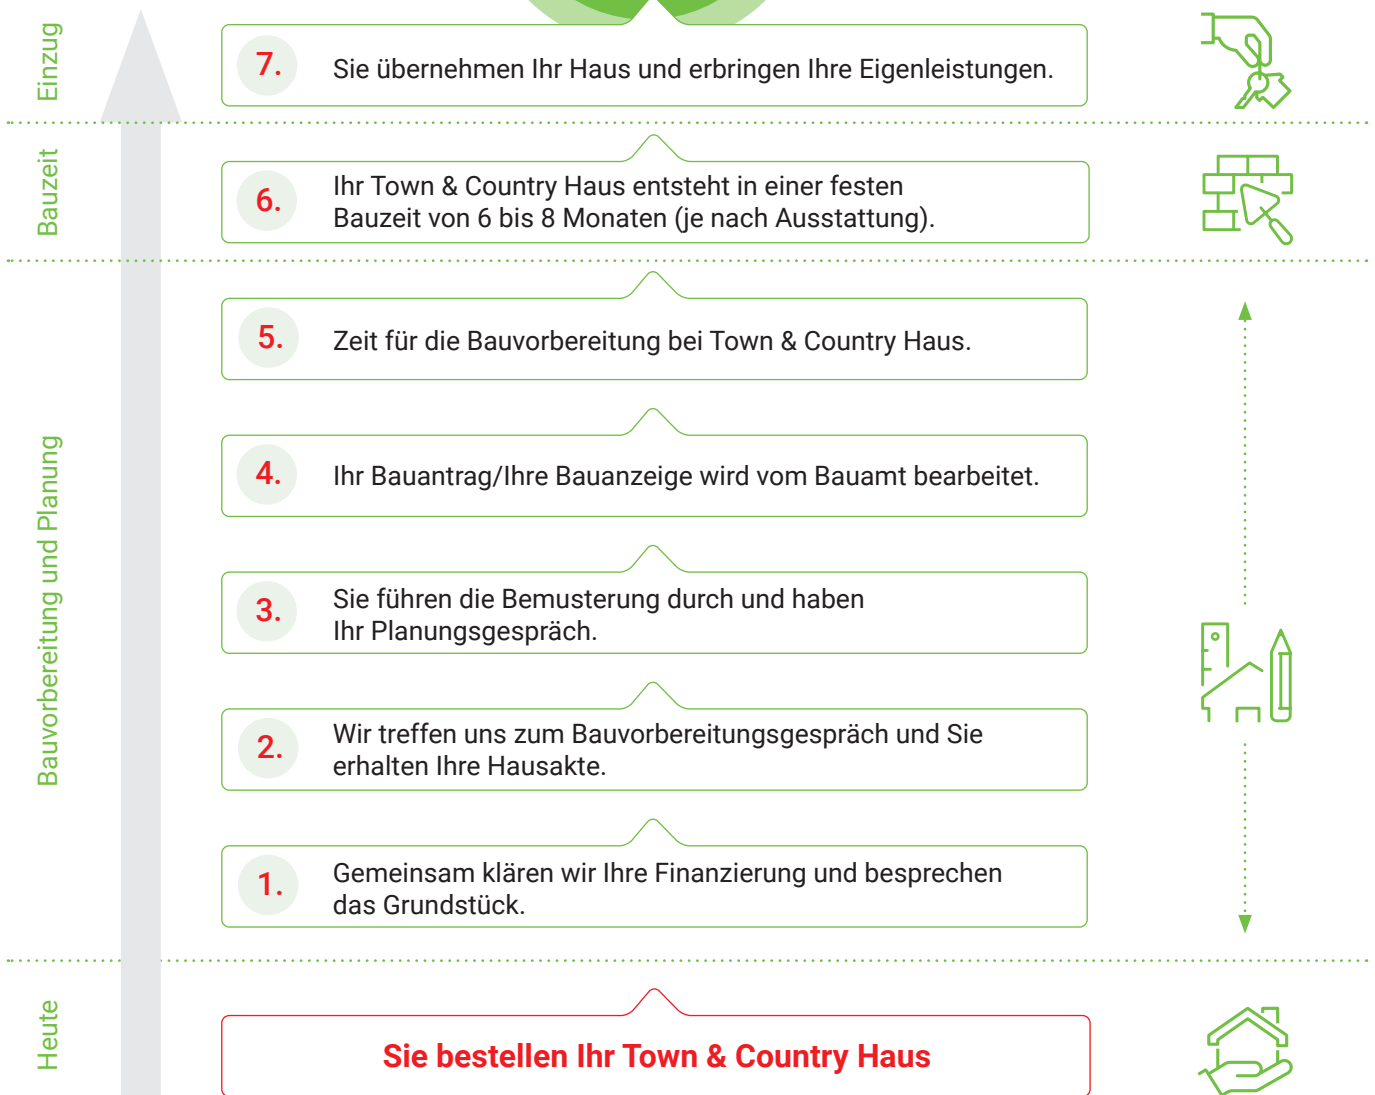 Einzug
7.
Sie übernehmen Ihr Haus und erbringen Ihre Eigenleistungen.
Bauzeit
6.
Ihr Town & Country Haus entsteht in einer festen
Bauzeit von 6 bis 8 Monaten (je nach Ausstattung).
Bauvorbereitung und Planung
5.
Zeit für die Bauvorbereitung bei Town & Country Haus.
4.
Ihr Bauantrag/Ihre Bauanzeige wird vom Bauamt bearbeitet.
3.
Sie führen die Bemusterung durch und haben
Ihr Planungsgespräch.
2.
Wir treffen uns zum Bauvorbereitungsgespräch und Sie
erhalten Ihre Hausakte.
1.
Gemeinsam klären wir Ihre Finanzierung und besprechen
das Grundstück.
Heute
Sie bestellen Ihr Town & Country Haus